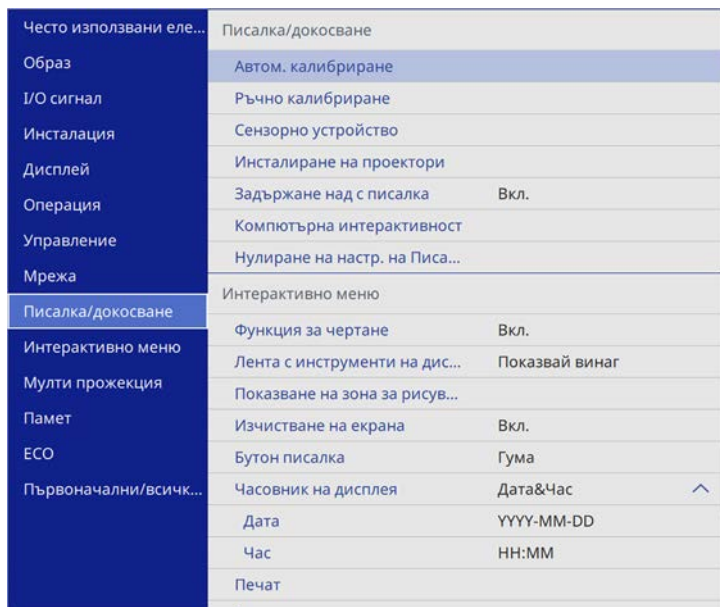 Често използвани еле...
Образ
I/O сигнал
Инсталация
Дисплей
Операция
Управление
Мрежа
Писалка/докосване
Интерактивно меню
Мулти прожекция
Памет
ECO
Първоначални/всичк...
Писалка/докосване
Автом. калибриране
Ръчно калибриране
Сензорно устройство
Инсталиране на проектори
Задържане над с писалка Вкл.
Компютърна интерактивност
Нулиране на настр. на Писа...
Интерактивно меню
Функция за чертане Вкл.
Лента с инструменти на дис... Показвай винаг
Показване на зона за рисув...
Изчистване на екрана Вкл.
Бутон писалка Гума
Часовник на дисплея Дата&Час
Дата YYYY-MM-DD
Час HH:MM
Печат